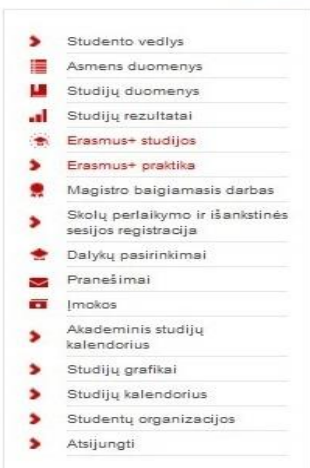 Studento vedlys
Asmens duomenys
Studijų duomenys
Studijų rezultatai
Erasmus+ studijos
Erasmus+ praktika
Magistro baigiamasis darbas
Skolų perlaikymo ir išankstinės
sesijos registracija
Dalykų pasirinkimai
Pranešimai
Įmokos
Akademinis studijų
kalendorius
Studijų grafikai
Studijų kalendorius
Studentų organizacijos
Atsijungti